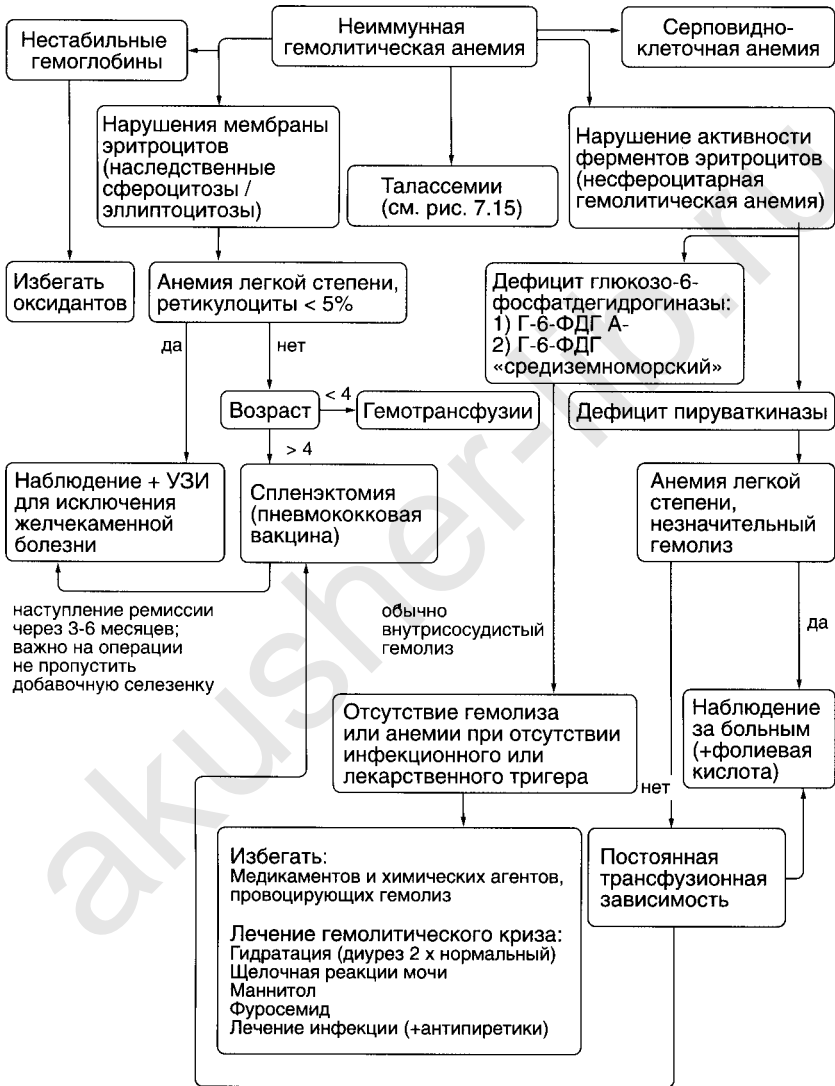 Неиммунная
гемолитическая анемия
Нестабильные
гемоглобины
Серповидно-
клеточная анемия
Нарушения мембраны
эритроцитов
(наследственные
сфероцитозы /
эллиптоцитозы)
Талассемии
(см. рис. 7.15)
Нарушение активности
ферментов эритроцитов
(несфероцитарная
гемолитическая анемия)
Избегать
оксидантов
Анемия легкой степени,
ретикулоциты < 5%
Дефицит глюкозо-6-
фосфатдегидрогиназы:
1) Г-6-ФДГ А-
2) Г-6-ФДГ
«средиземноморский»
да
нет
Возраст
< 4
Гемотрансфузии
Дефицит пируваткиназы
> 4
Наблюдение + УЗИ
для исключения
желчекаменной
болезни
Спленэктомия
(пневмококковая
вакцина)
Анемия легкой
степени,
незначительный
гемолиз
наступление ремиссии
через 3-6 месяцев;
важно на операции
не пропустить
добавочную селезенку
обычно
внутрисосудистый
гемолиз
да
Отсутствие гемолиза
или анемии при отсутствии
инфекционного или
лекарственного тригера
Наблюдение
за больным
(+фолиевая
кислота)
нет
Избегать:
Медикаментов и химических агентов,
провоцирующих гемолиз
Лечение гемолитического криза:
Гидратация (диурез 2 х нормальный)
Щелочная реакции мочи
Маннитол
Фуросемид
Лечение инфекции (+антипиретики)
Постоянная
трансфузионная
зависимость
akusher-lib.ru